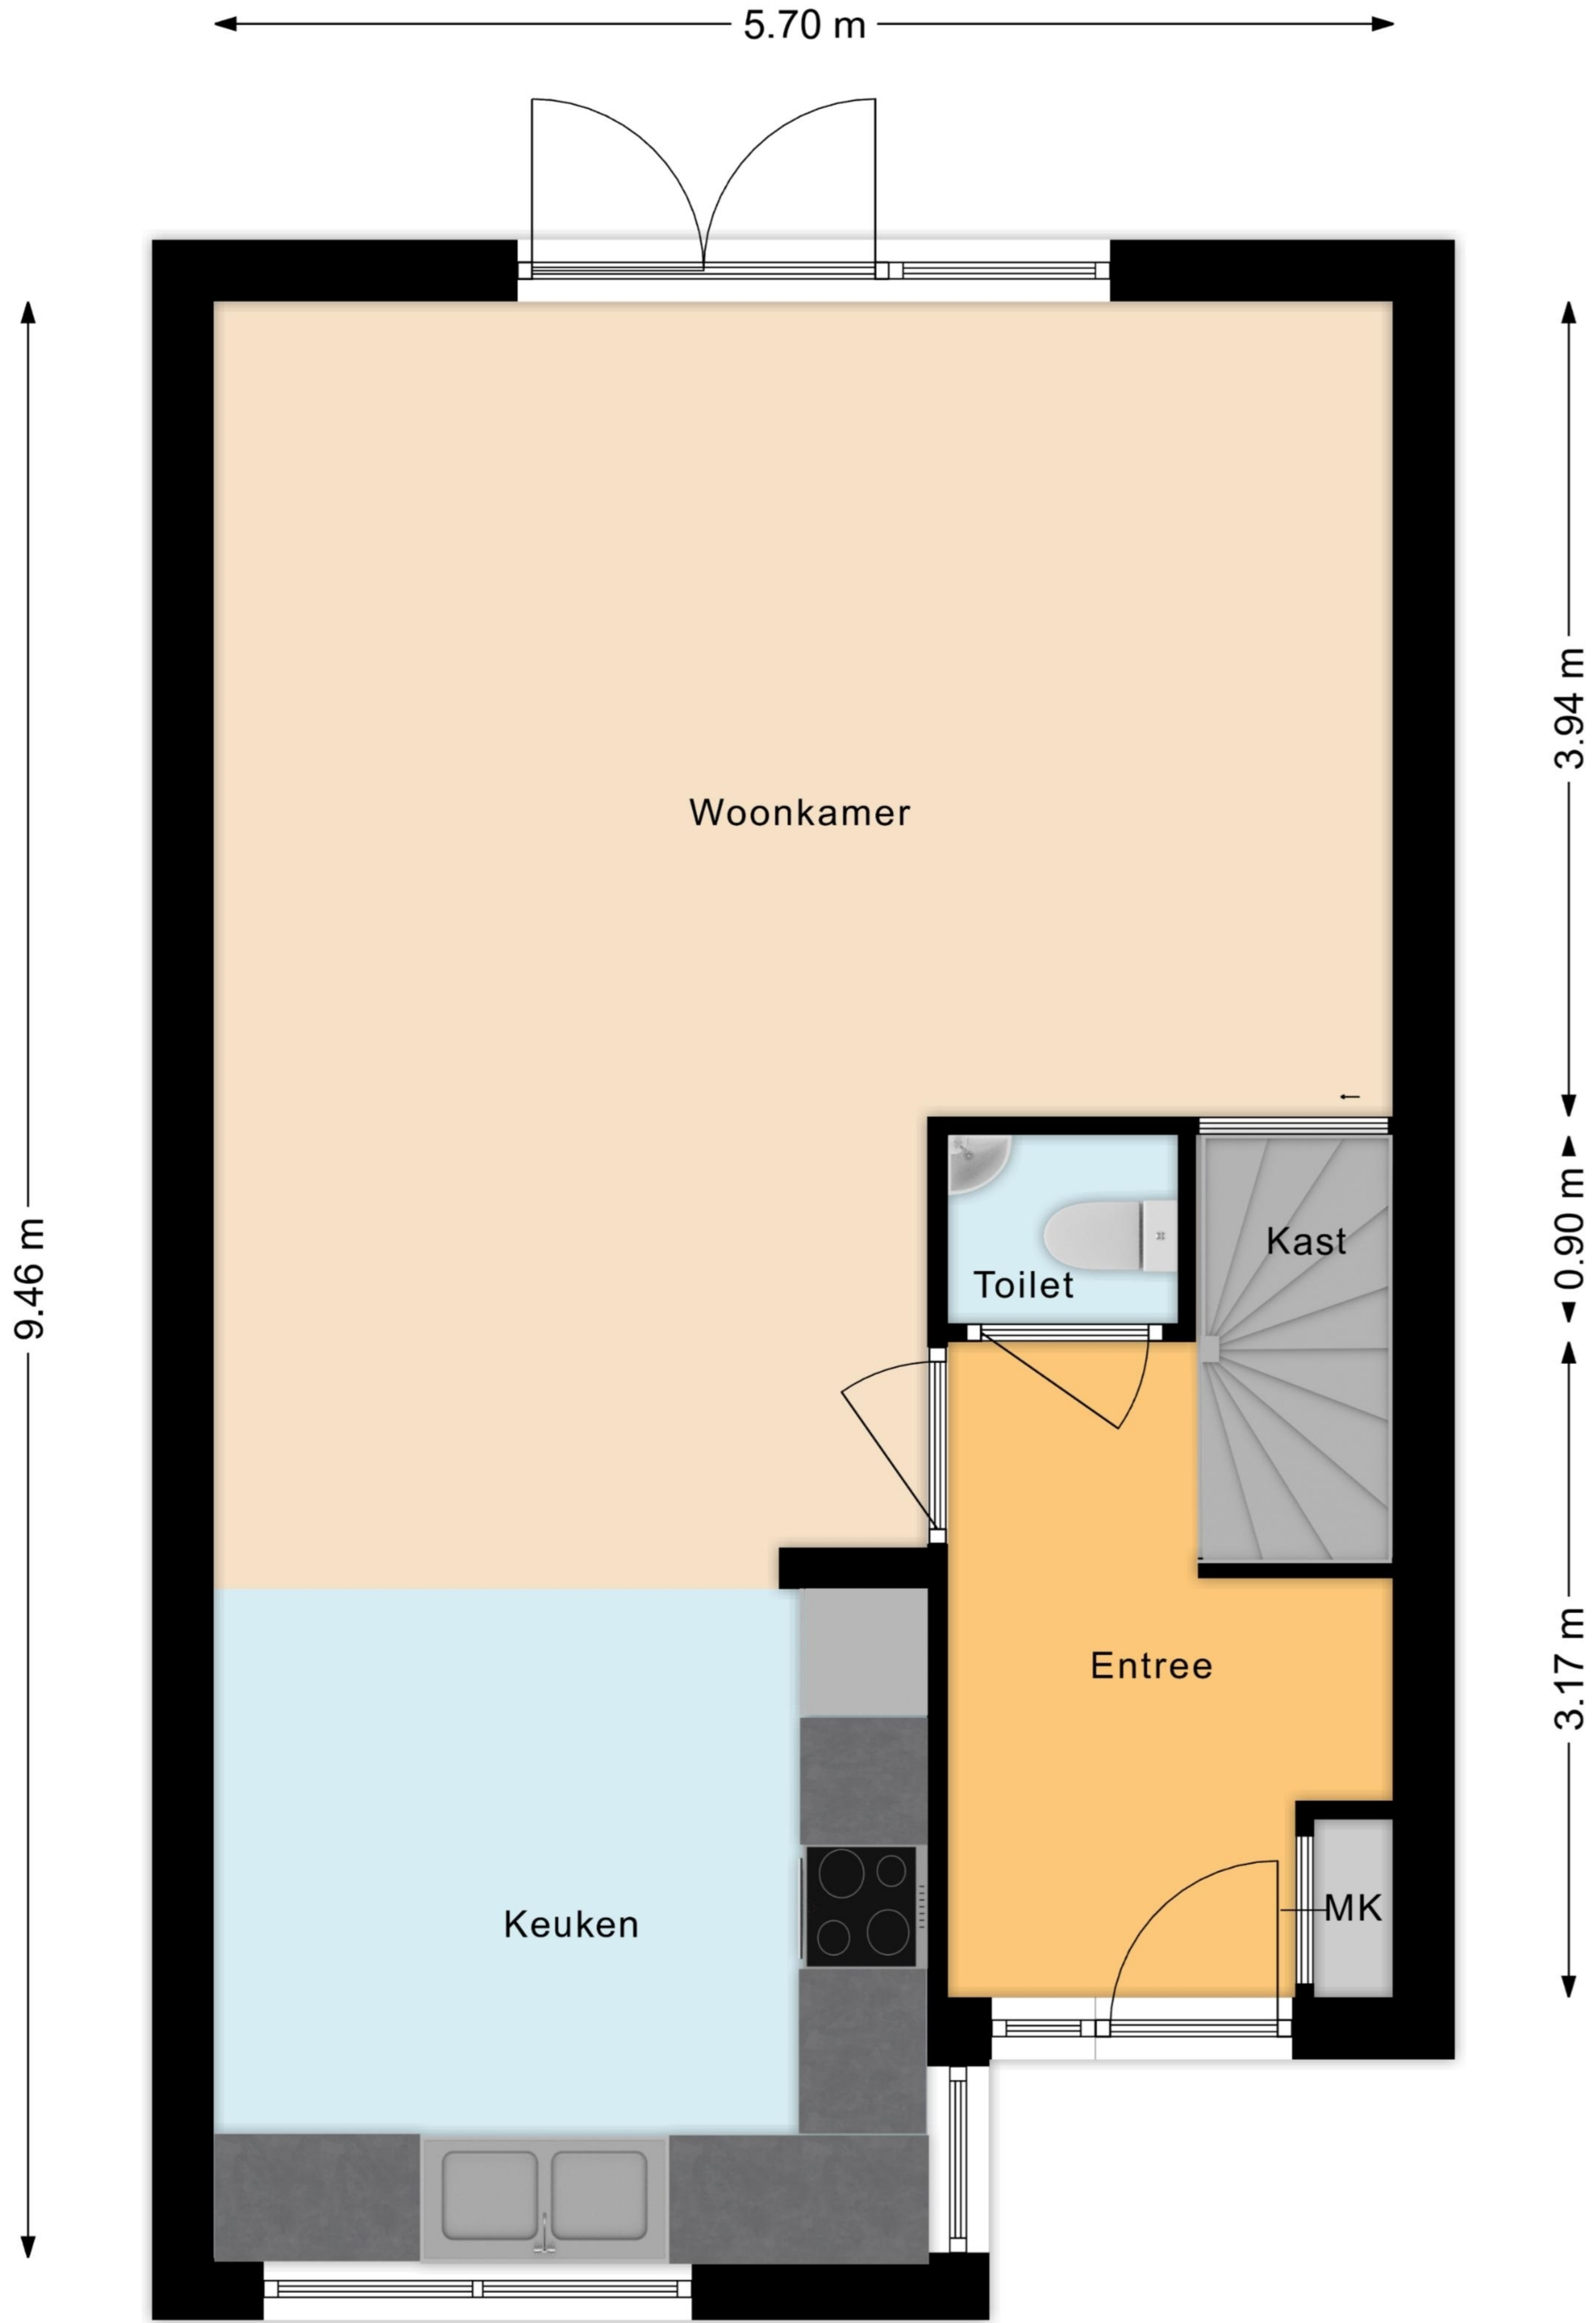 5.70 m
3.94 m
Woonkamer
0.90 m
9.46 m
Kast
Toilet
3.17 m
Entree
Keuken
MK